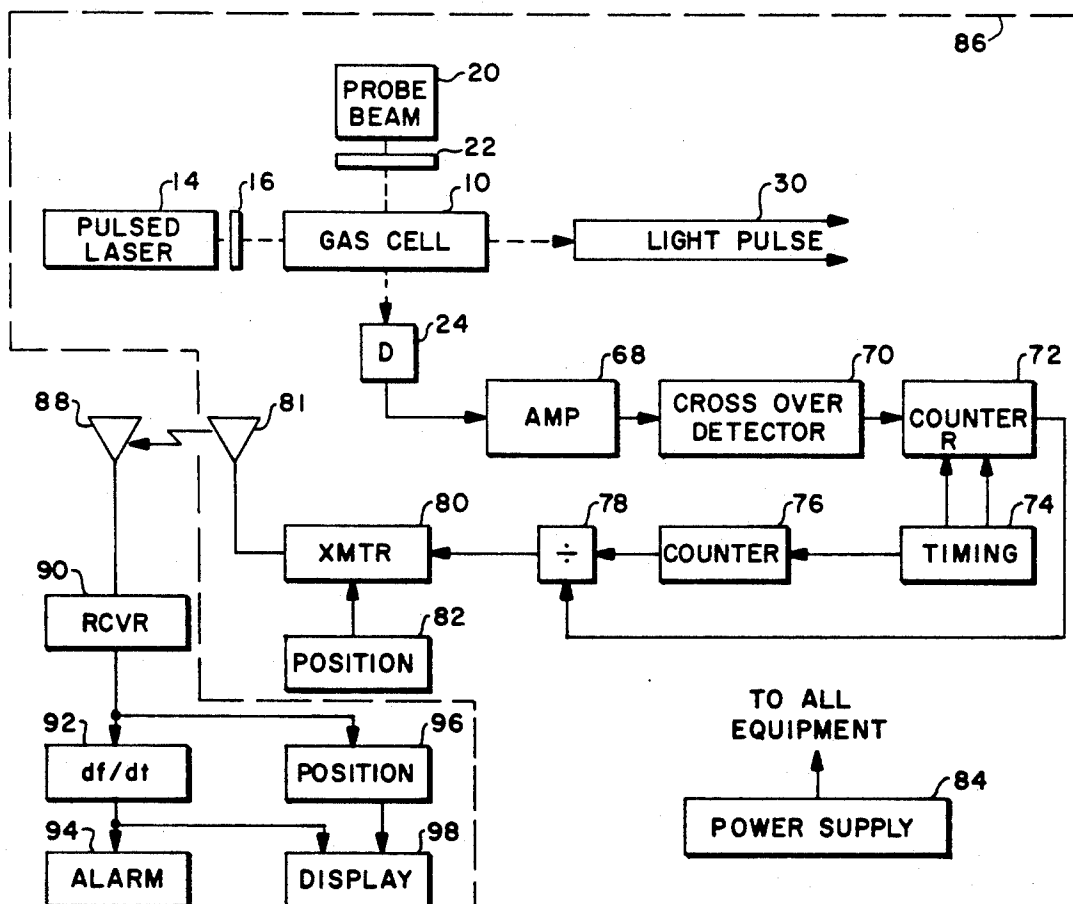 86
PROBE
BEAM
20
22
14
16
10
30
PULSED
LASER
GAS CELL
LIGHT PULSE
24
D
68
70
72
AMP
CROSS OVER
DETECTOR
COUNTER
R
88
81
80
78
76
74
XMTR
÷
COUNTER
TIMING
90
RCVR
82
POSITION
TO ALL
EQUIPMENT
92
96
df/dt
POSITION
84
POWER SUPPLY
94
98
ALARM
DISPLAY